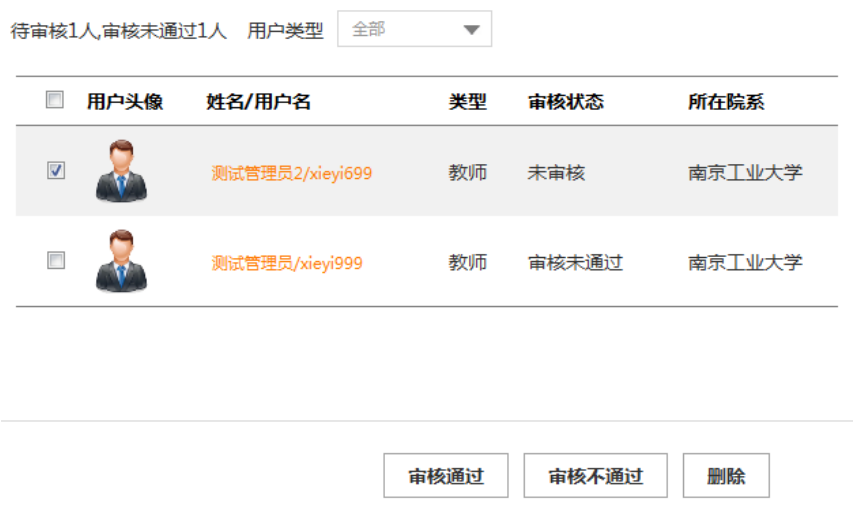 待审核1人,审核未通过1人 用户类型 全部
用户头像 姓名/用户名 类型 审核状态 所在院系
测试管理员2/xieyi699 教师 未审核 南京工业大学
测试管理员/xieyi999 教师 审核未通过 南京工业大学
审核通过 审核不通过 删除